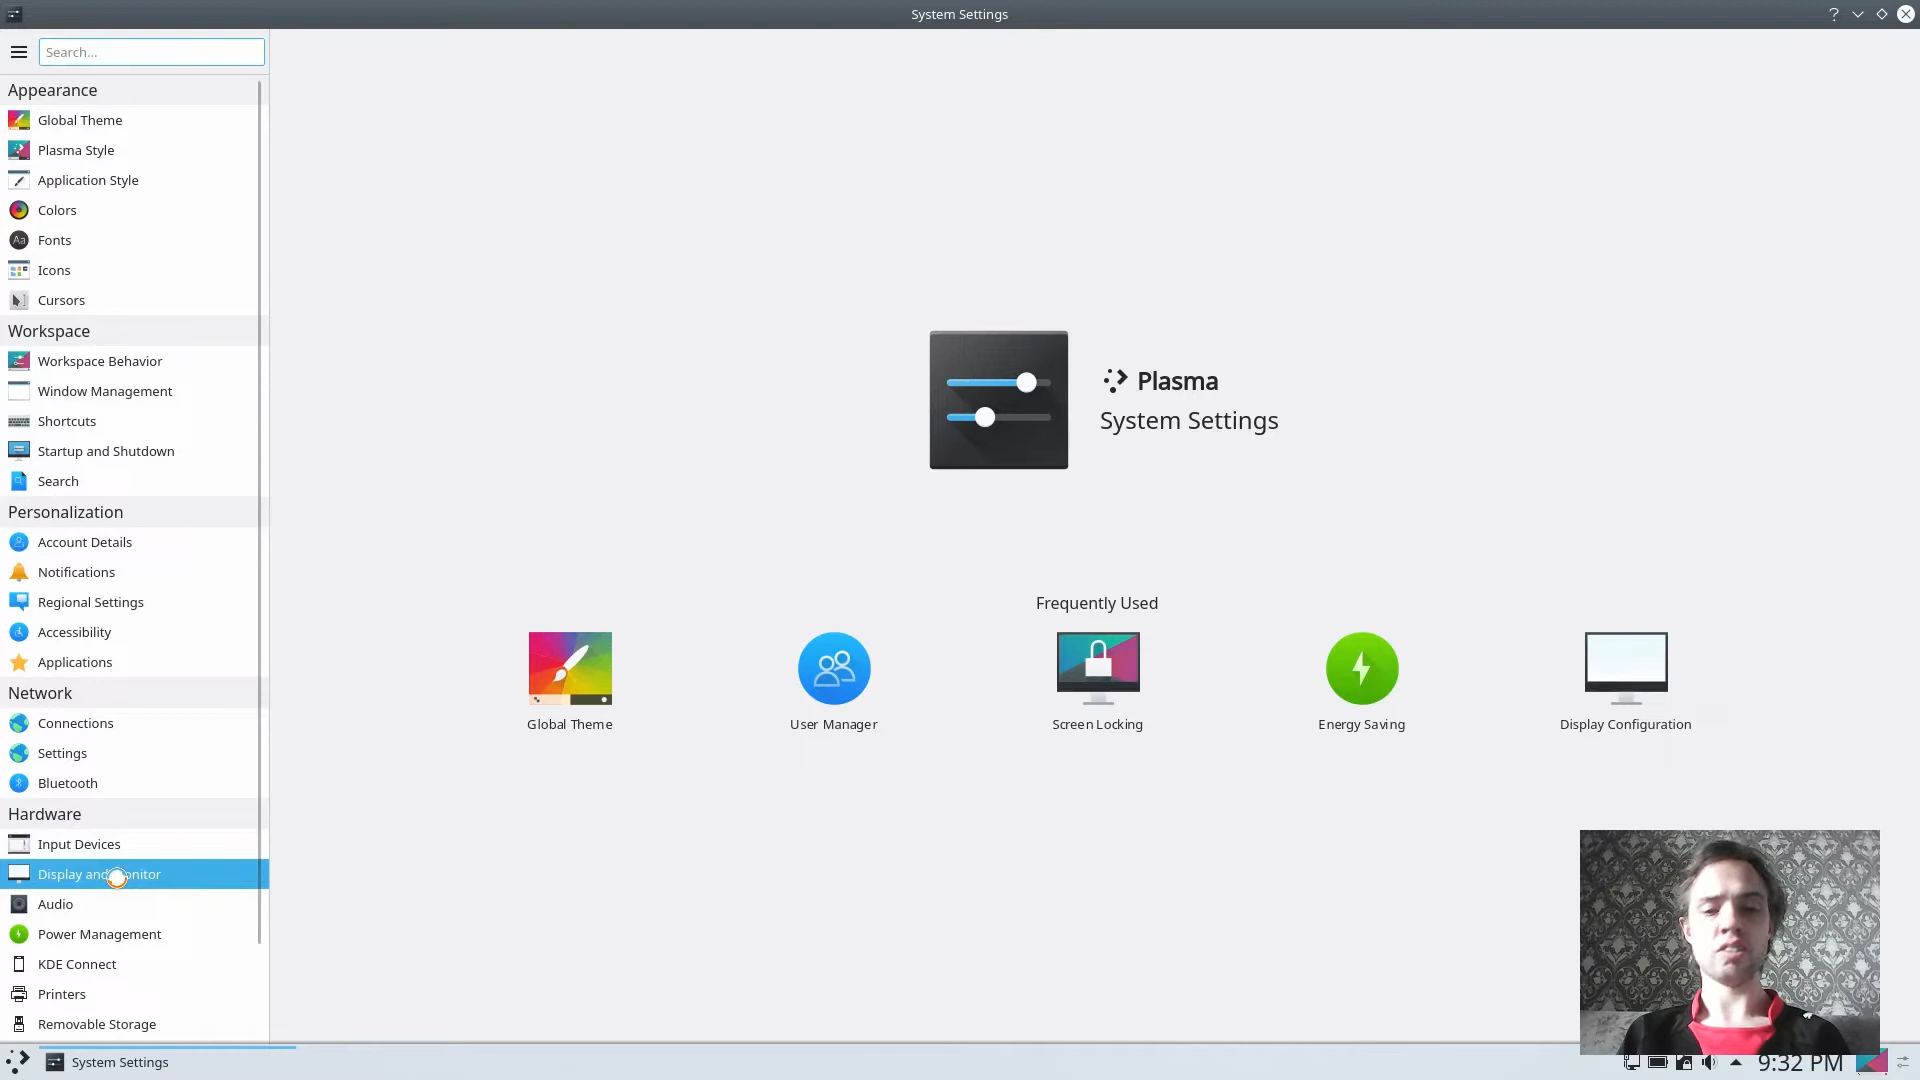 System Settings
Search...
Appearance
Global Theme
Plasma Style
Application Style
Colors
Fonts
Icons
Cursors
Workspace
Workspace Behavior
Window Management
Shortcuts
Startup and Shutdown
Search
Personalization
Account Details
Notifications
Regional Settings
Accessibility
Applications
Network
Connections
Settings
Bluetooth
Hardware
Input Devices
Display and Monitor
Audio
Power Management
KDE Connect
Printers
Removable Storage
Plasma
System Settings
Frequently Used
Global Theme
User Manager
Screen Locking
Energy Saving
Display Configuration
System Settings
9:32 PM